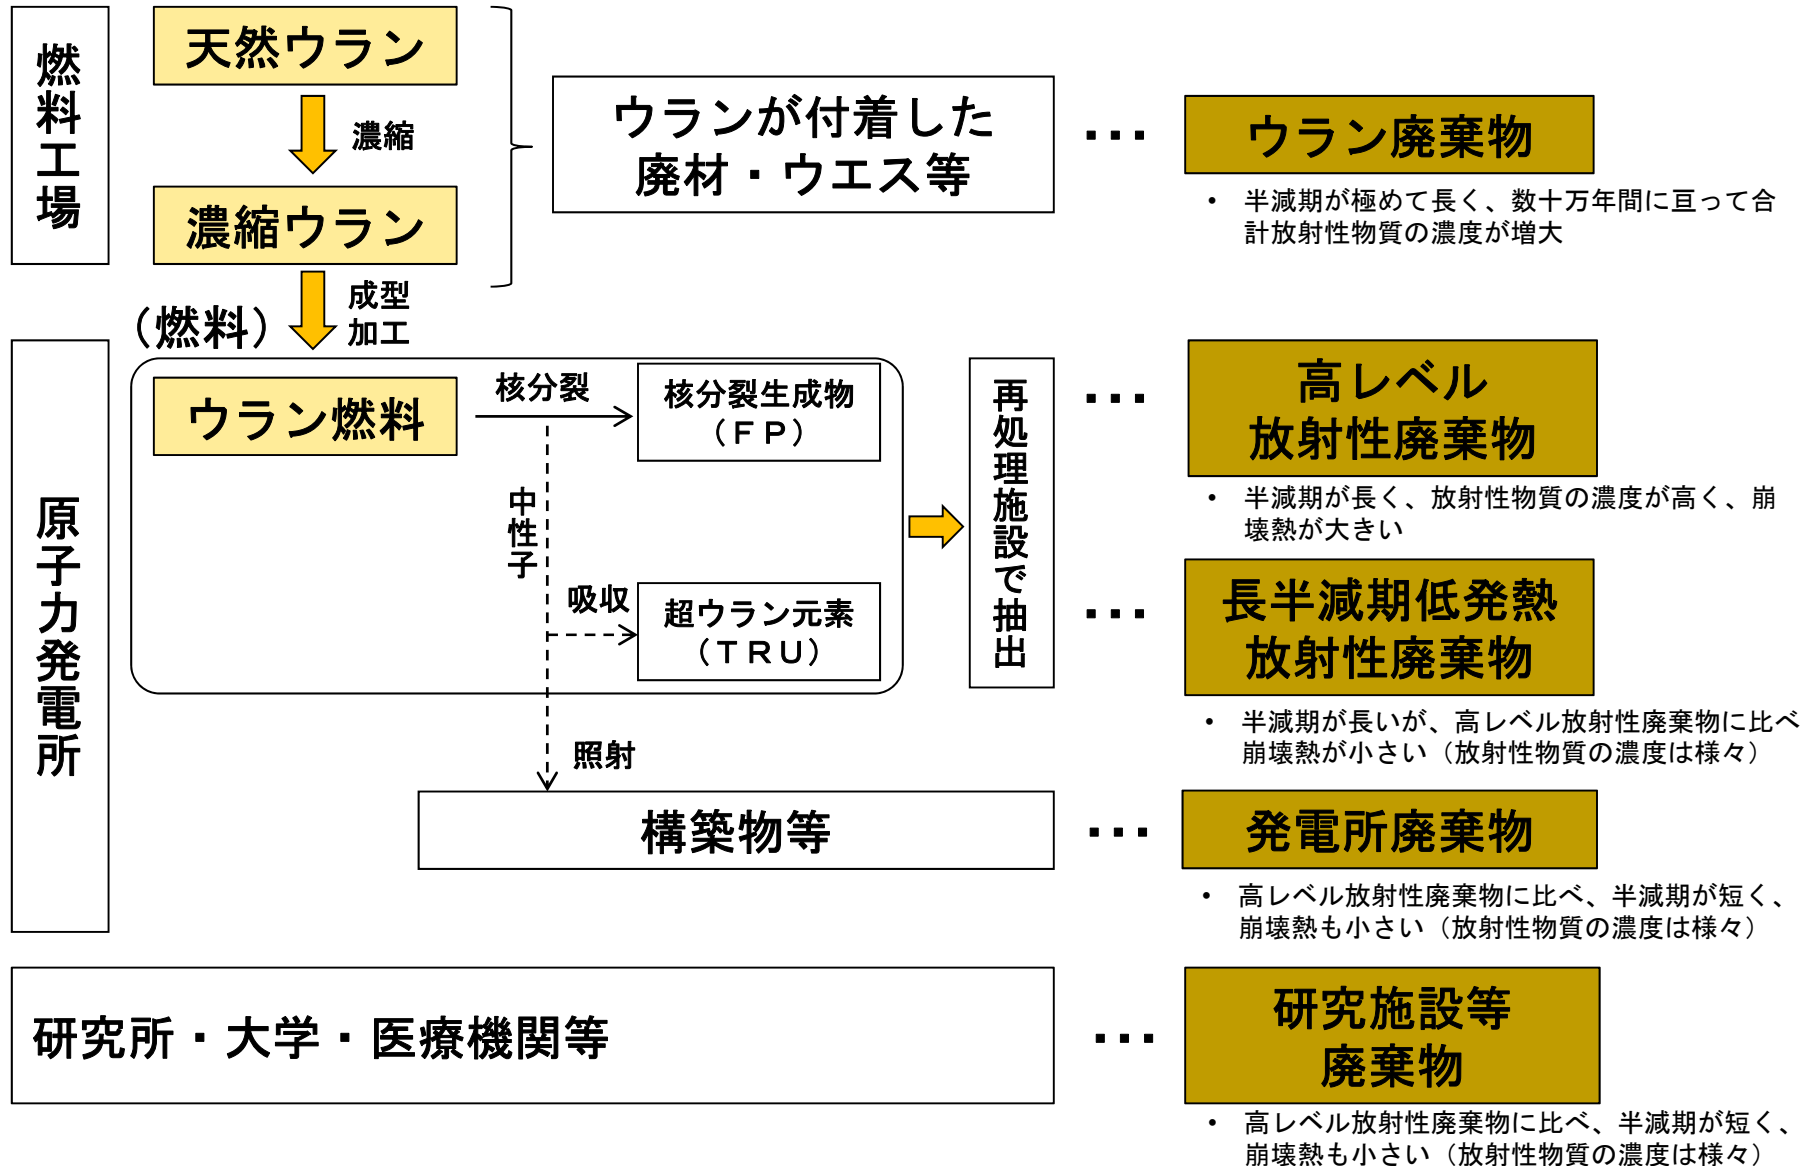 燃料工場
天然ウラン
濃縮
濃縮ウラン
ウランが付着した
廃材・ウエス等
…
ウラン廃棄物
• 半減期が極めて長く、数十万年間に亘って合
計放射性物質の濃度が増大
成型
加工
（燃料）
原子力発電所
ウラン燃料
核分裂
核分裂生成物
（ＦＰ）
中性子
吸収
超ウラン元素
（ＴＲＵ）
再処理施設で抽出
…
高レベル
放射性廃棄物
• 半減期が長く、放射性物質の濃度が高く、崩
壊熱が大きい
…
長半減期低発熱
放射性廃棄物
• 半減期が長いが、高レベル放射性廃棄物に比べ
崩壊熱が小さい（放射性物質の濃度は様々）
照射
構築物等
…
発電所廃棄物
• 高レベル放射性廃棄物に比べ、半減期が短く、
崩壊熱も小さい（放射性物質の濃度は様々）
研究所・大学・医療機関等
…
研究施設等
廃棄物
• 高レベル放射性廃棄物に比べ、半減期が短く、
崩壊熱も小さい（放射性物質の濃度は様々）